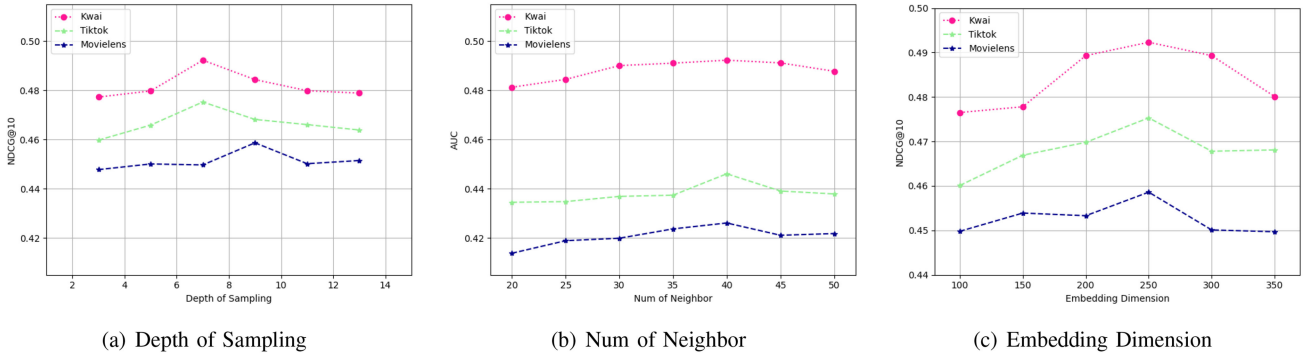 Kwai
Tiktok
Movielens
0.50
0.48
0.46
0.44
0.42
NDCG@10
2 4 6 8 10 12 14
Depth of Sampling
(a) Depth of Sampling
Kwai
Tiktok
Movielens
0.50
0.48
0.46
0.44
0.42
AUC
20 25 30 35 40 45 50
Num of Neighbor
(b) Num of Neighbor
Kwai
Tiktok
Movielens
0.50
0.49
0.48
0.47
0.46
0.45
0.44
NDCG@10
100 150 200 250 300 350
Embedding Dimension
(c) Embedding Dimension